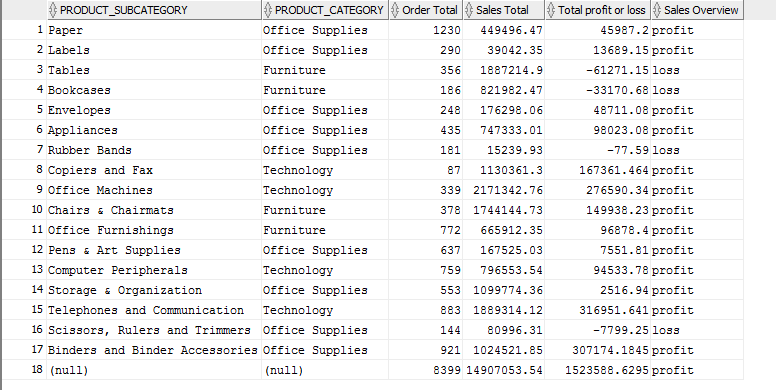 PRODUCT_SUBCATEGORY PRODUCT_CATEGORY Order Total Sales Total Total profit or loss Sales Overview
1 Paper Office Supplies 1230 449496.47 45987.2 profit
2 Labels Office Supplies 290 39042.35 13689.15 profit
3 Tables Furniture 356 1887214.9 -61271.15 loss
4 Bookcases Furniture 186 821982.47 -33170.68 loss
5 Envelopes Office Supplies 248 176298.06 48711.08 profit
6 Appliances Office Supplies 435 747333.01 98023.08 profit
7 Rubber Bands Office Supplies 181 15239.93 -77.59 loss
8 Copiers and Fax Technology 87 1130361.3 167361.464 profit
9 Office Machines Technology 339 2171342.76 276590.34 profit
10 Chairs & Chairmats Furniture 378 1744144.73 149938.23 profit
11 Office Furnishings Furniture 772 665912.35 96878.4 profit
12 Pens & Art Supplies Office Supplies 637 167525.03 7551.81 profit
13 Computer Peripherals Technology 759 796553.54 94533.78 profit
14 Storage & Organization Office Supplies 553 1099774.36 2516.94 profit
15 Telephones and Communication Technology 883 1889314.12 316951.641 profit
16 Scissors, Rulers and Trimmers Office Supplies 144 80996.31 -7799.25 loss
17 Binders and Binder Accessories Office Supplies 921 1024521.85 307174.1845 profit
18 (null) (null) 8399 14907053.54 1523588.6295 profit